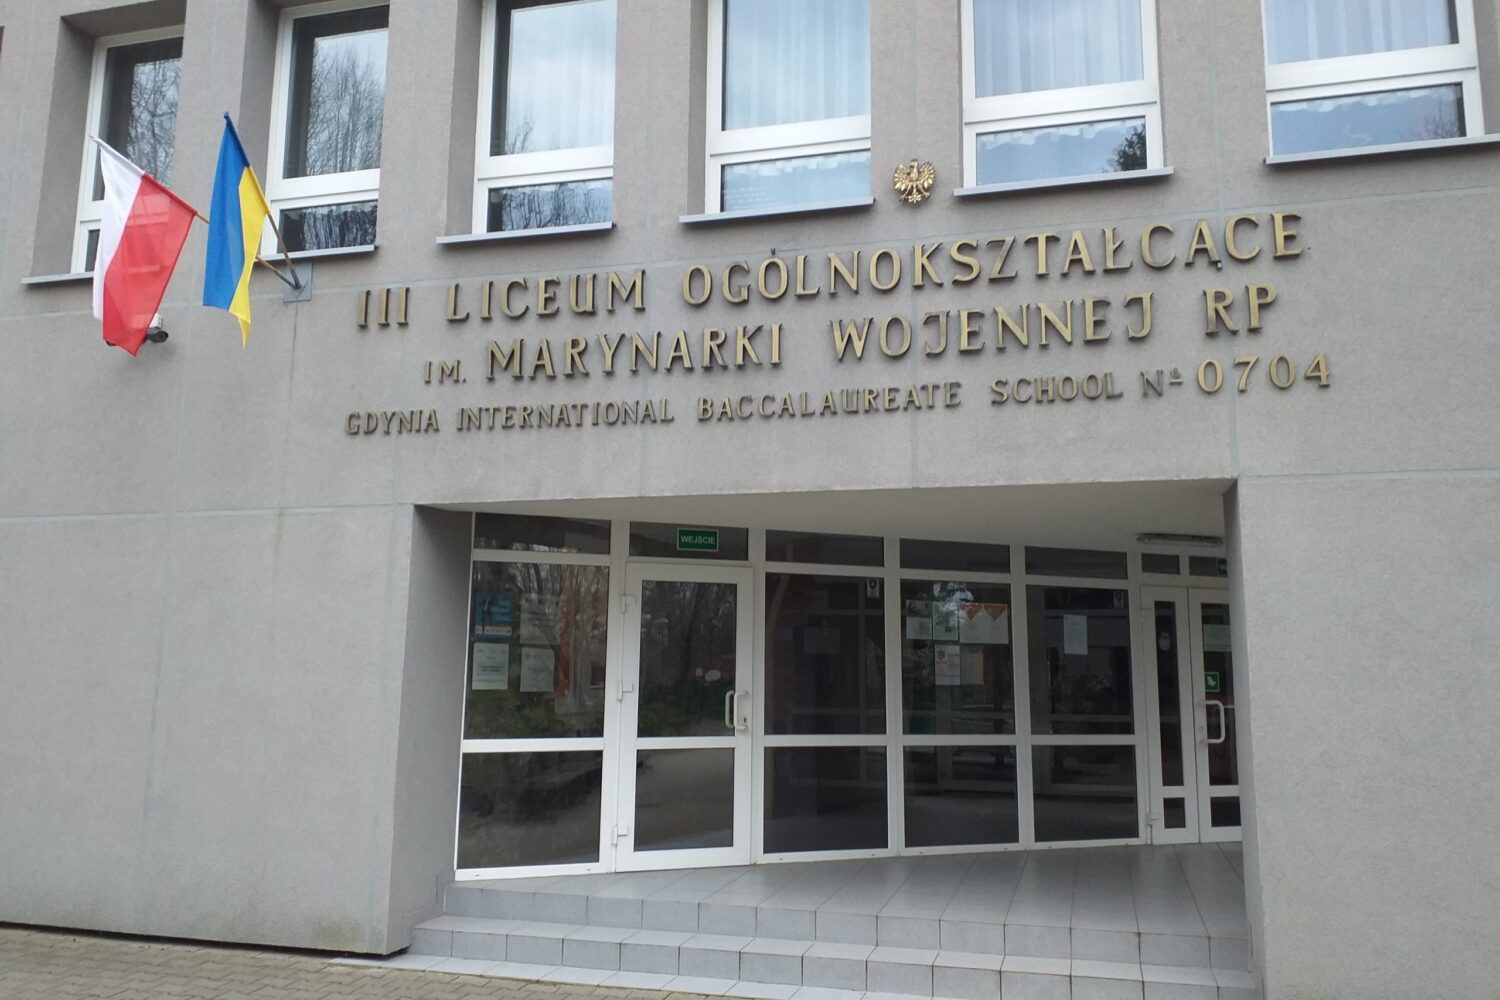 III LICEUM OGÓLNOKSZTAŁCĄCE
IM. MARYNARKI WOJENNEJ RP
GDYNIA INTERNATIONAL BACCALAUREATE SCHOOL Nº 0704
WEJŚCIE